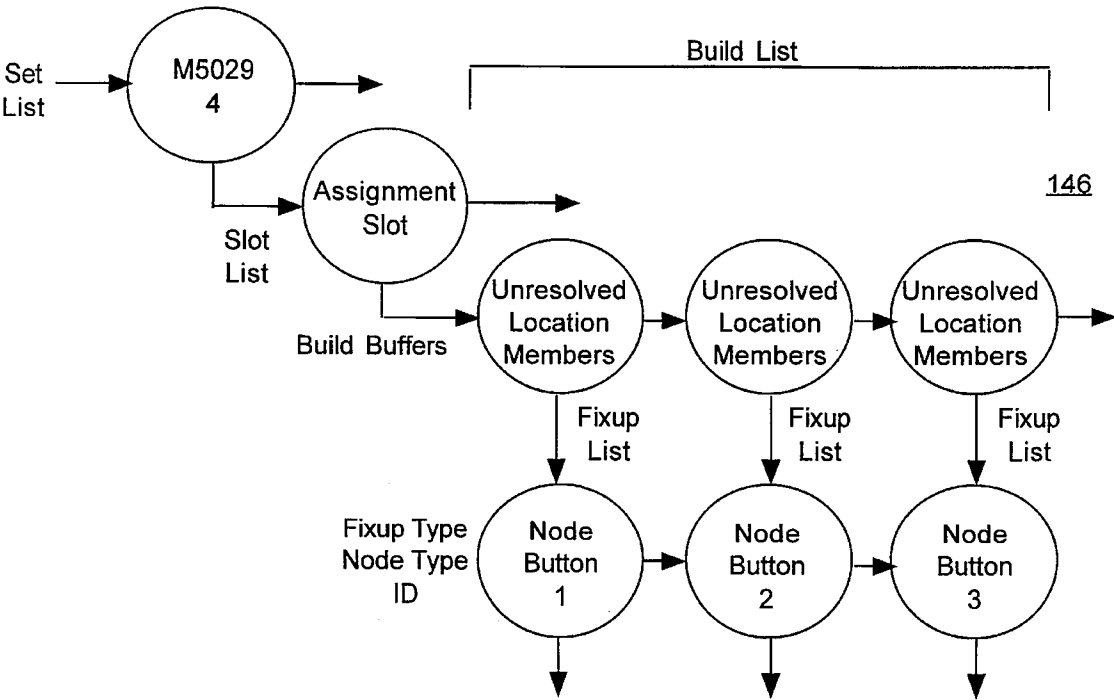 Build List
Set
List
M5029
4
146
Assignment
Slot
Slot
List
Build Buffers
Unresolved
Location
Members
Unresolved
Location
Members
Unresolved
Location
Members
Fixup
List
Fixup
List
Fixup
List
Fixup Type
Node Type
ID
Node
Button
1
Node
Button
2
Node
Button
3